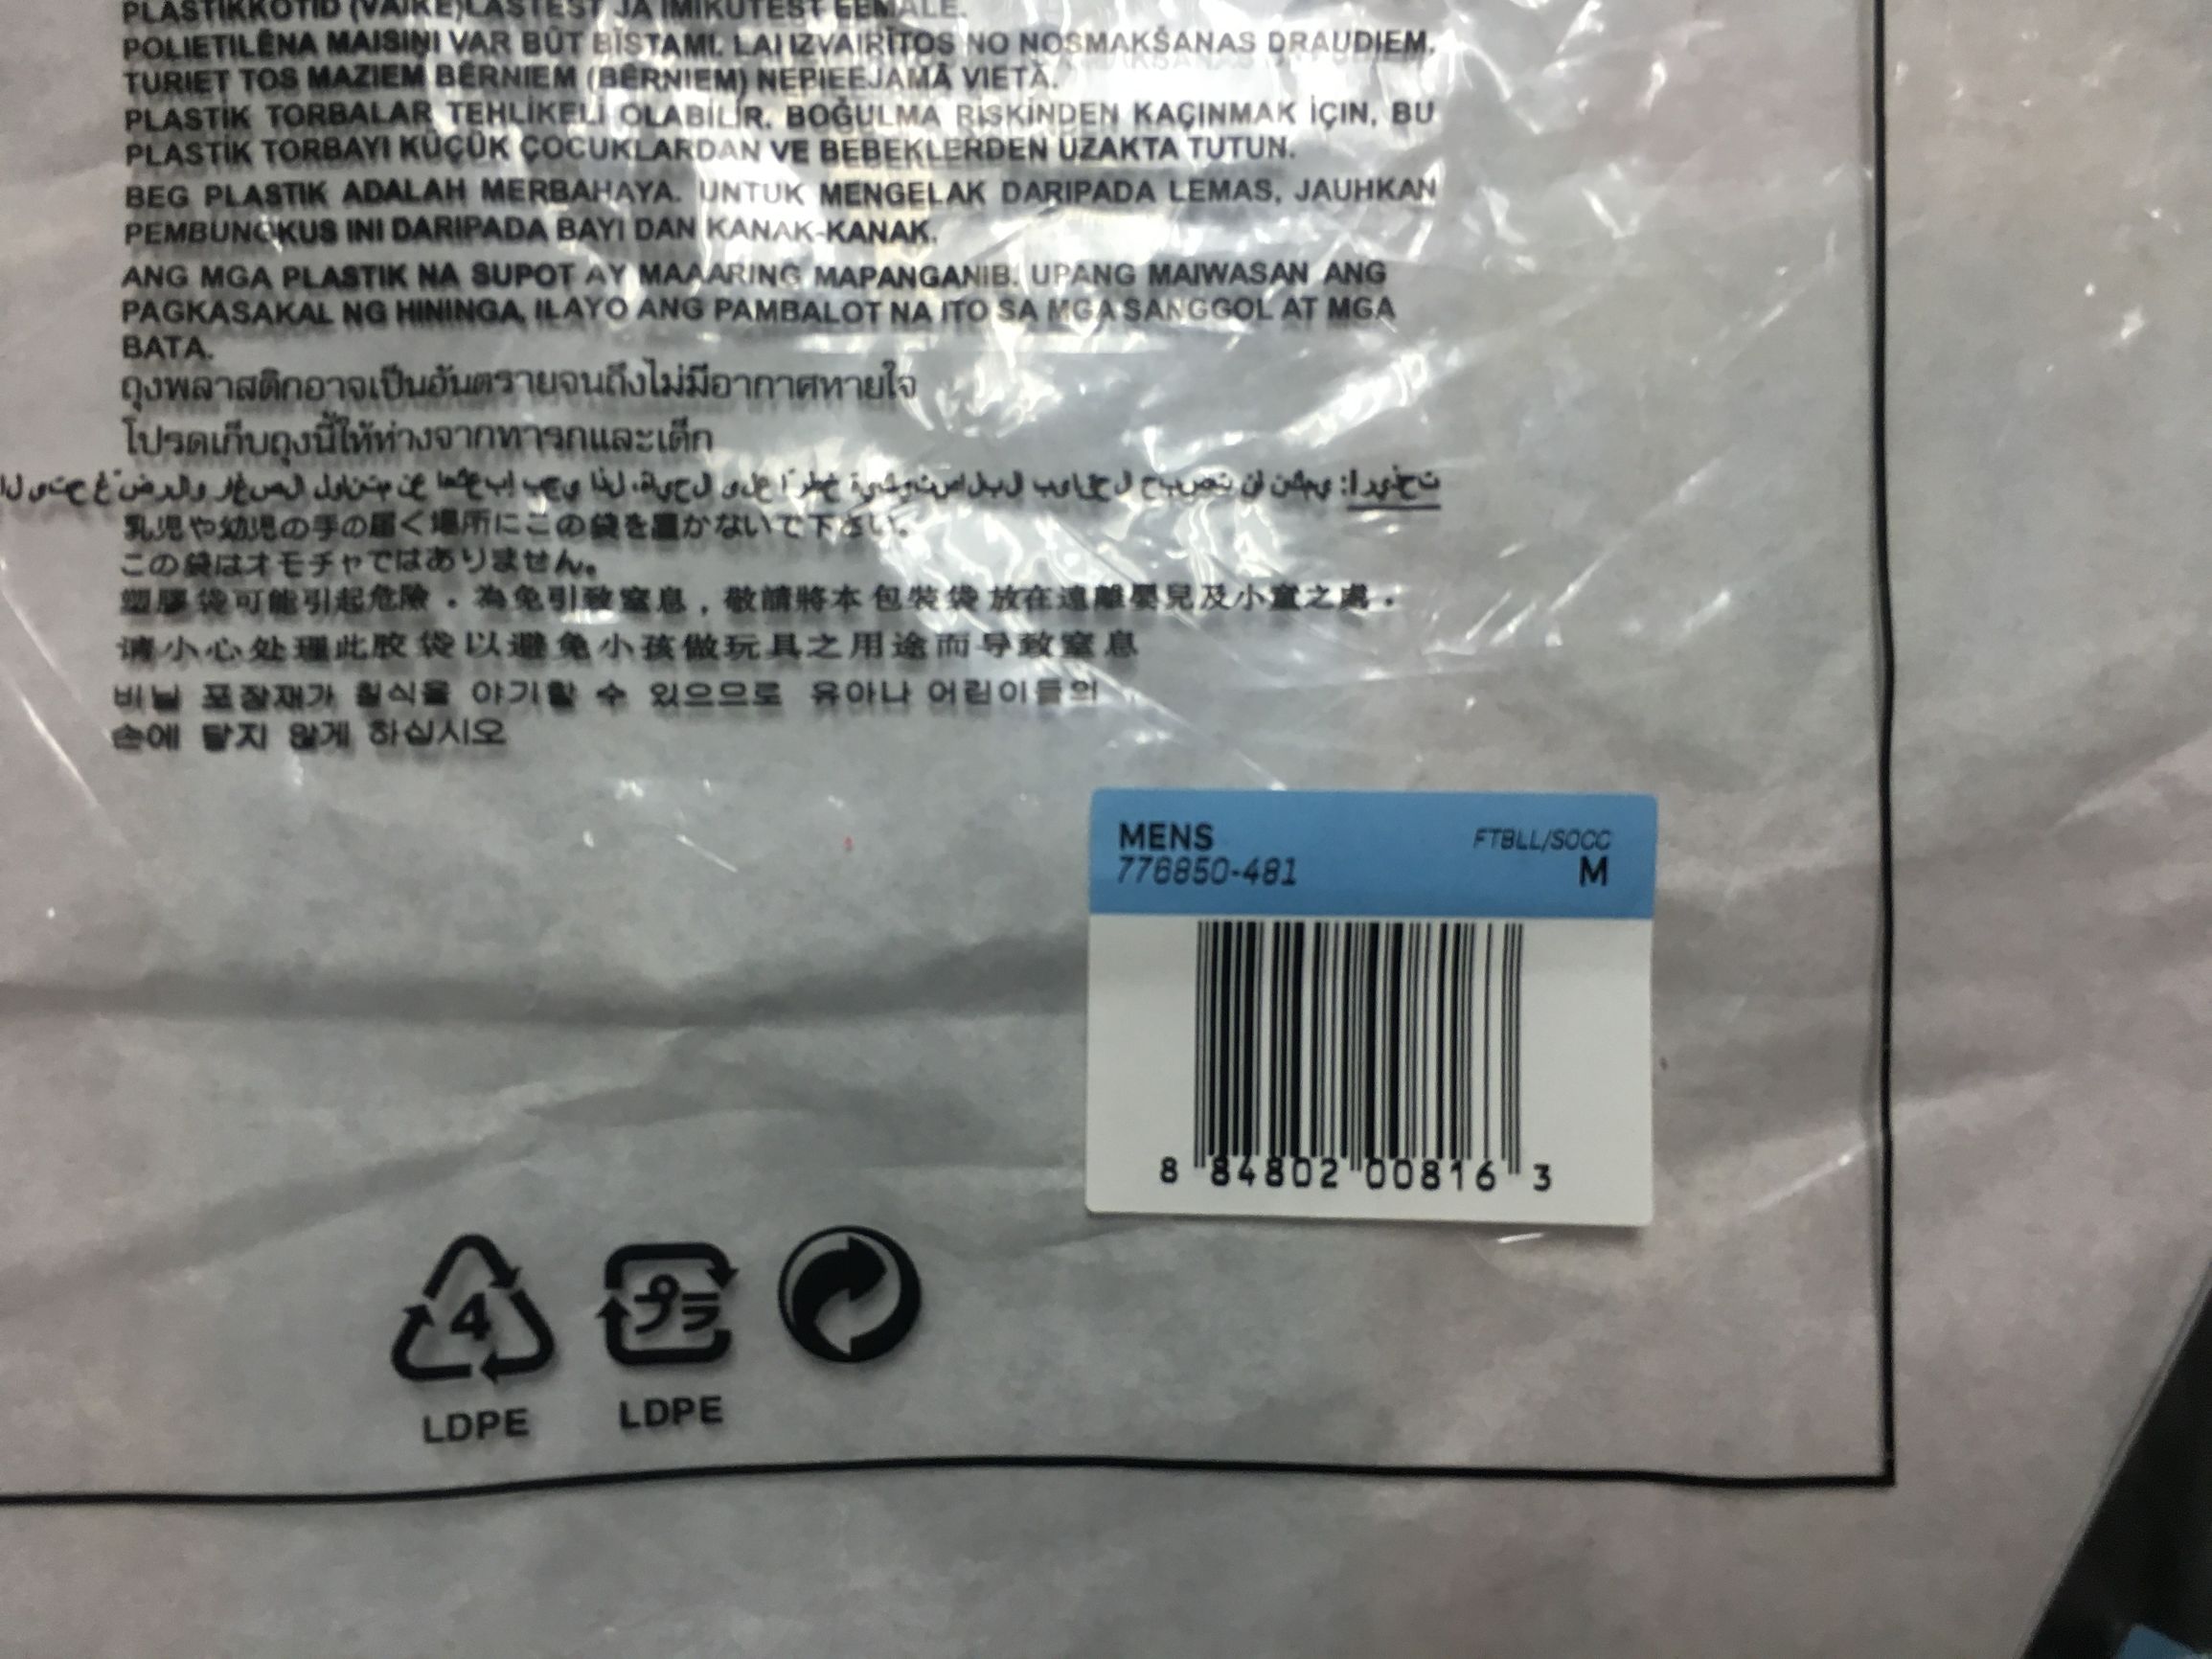 PLASTIKKOTID (VÄIKE)LASTEST JA IMIKUTEST EEMALE.
POLIETILĒNA MAISIŅI VAR BŪT BĪSTAMI. LAI IZVAIRĪTOS NO NOSMAKŠANAS DRAUDIEM,
TURIET TOS MAZIEM BĒRNIEM (BĒRNIEM) NEPIEEJAMĀ VIETĀ.
PLASTİK TORBALAR TEHLİKELİ OLABİLİR. BOĞULMA RİSKİNDEN KAÇINMAK İÇIN, BU
PLASTİK TORBAYI KÜÇÜK ÇOCUKLARDAN VE BEBEKLERDEN UZAKTA TUTUN.
BEG PLASTIK ADALAH MERBAHAYA. UNTUK MENGELAK DARIPADA LEMAS, JAUHKAN
PEMBUNGKUS INI DARIPADA BAYI DAN KANAK-KANAK.
ANG MGA PLASTIK NA SUPOT AY MAAARING MAPANGANIB. UPANG MAIWASAN ANG
PAGKASAKAL NG HININGA, ILAYO ANG PAMBALOT NA ITO SA MGA SANGGOL AT MGA
BATA.
ถุงพลาสติกอาจเป็นอันตรายจนถึงไม่มีอากาศหายใจ
โปรดเก็บถุงนี้ให้ห่างจากทารกและเด็ก
乳児や幼児の手の届く場所にこの袋を置かないで下さい。
この袋はオモチャではありません。
塑膠袋可能引起危險．為免引致窒息，敬請將本包裝袋放在遠離嬰兒及小童之處．
请小心处理此胶袋以避免小孩做玩具之用途而导致窒息
비닐 포장재가 질식을 야기할 수 있으므로 유아나 어린이들의
손에 닿지 않게 하십시오
MENS FTBLL/SOCC
776850-481 M
8 84802 00816 3
4 プラ
LDPE LDPE